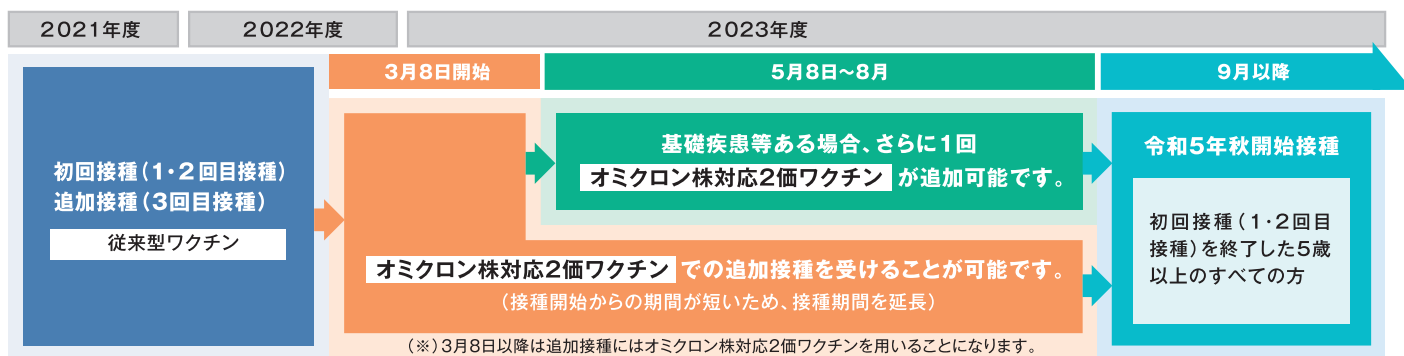 2021年度
2022年度
2023年度
3月8日開始
5月8日～8月
9月以降
初回接種（1・2回目接種）
追加接種（3回目接種）
従来型ワクチン
基礎疾患等ある場合、さらに1回
オミクロン株対応2価ワクチン が追加可能です。
オミクロン株対応2価ワクチン での追加接種を受けることが可能です。
（接種開始からの期間が短いため、接種期間を延長）
令和5年秋開始接種
初回接種（1・2回目
接種）を終了した5歳
以上のすべての方
（※）3月8日以降は追加接種にはオミクロン株対応2価ワクチンを用いることになります。